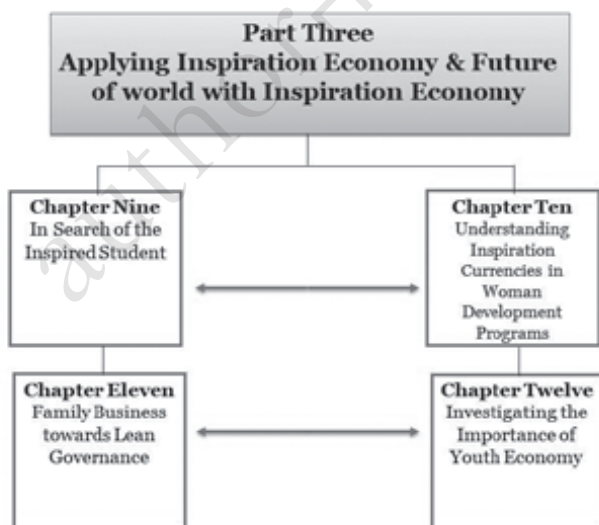 Part Three
Applying Inspiration Economy & Future
of world with Inspiration Economy
Chapter Nine
In Search of the
Inspired Student
Chapter Ten
Understanding
Inspiration
Currencies in
Woman
Development
Programs
Chapter Eleven
Family Business
towards Lean
Governance
Chapter Twelve
Investigating the
Importance of
Youth Economy